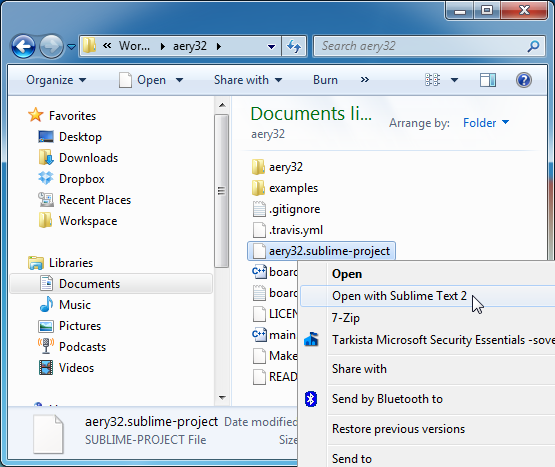 « Wor... ▸ aery32 ▸
Search aery32
Organize Open Share with Burn »
Favorites
Desktop
Downloads
Dropbox
Recent Places
Workspace
Libraries
Documents
Music
Pictures
Podcasts
Videos
Documents li...
aery32
Arrange by: Folder
aery32
examples
.gitignore
.travis.yml
aery32.sublime-project
board
board
LICEN
main
Make
READ
Open
Open with Sublime Text 2
7-Zip
Tarkista Microsoft Security Essentials -sove
Share with
Send by Bluetooth to
Restore previous versions
Send to
aery32.sublime-project Date modified
SUBLIME-PROJECT File Size